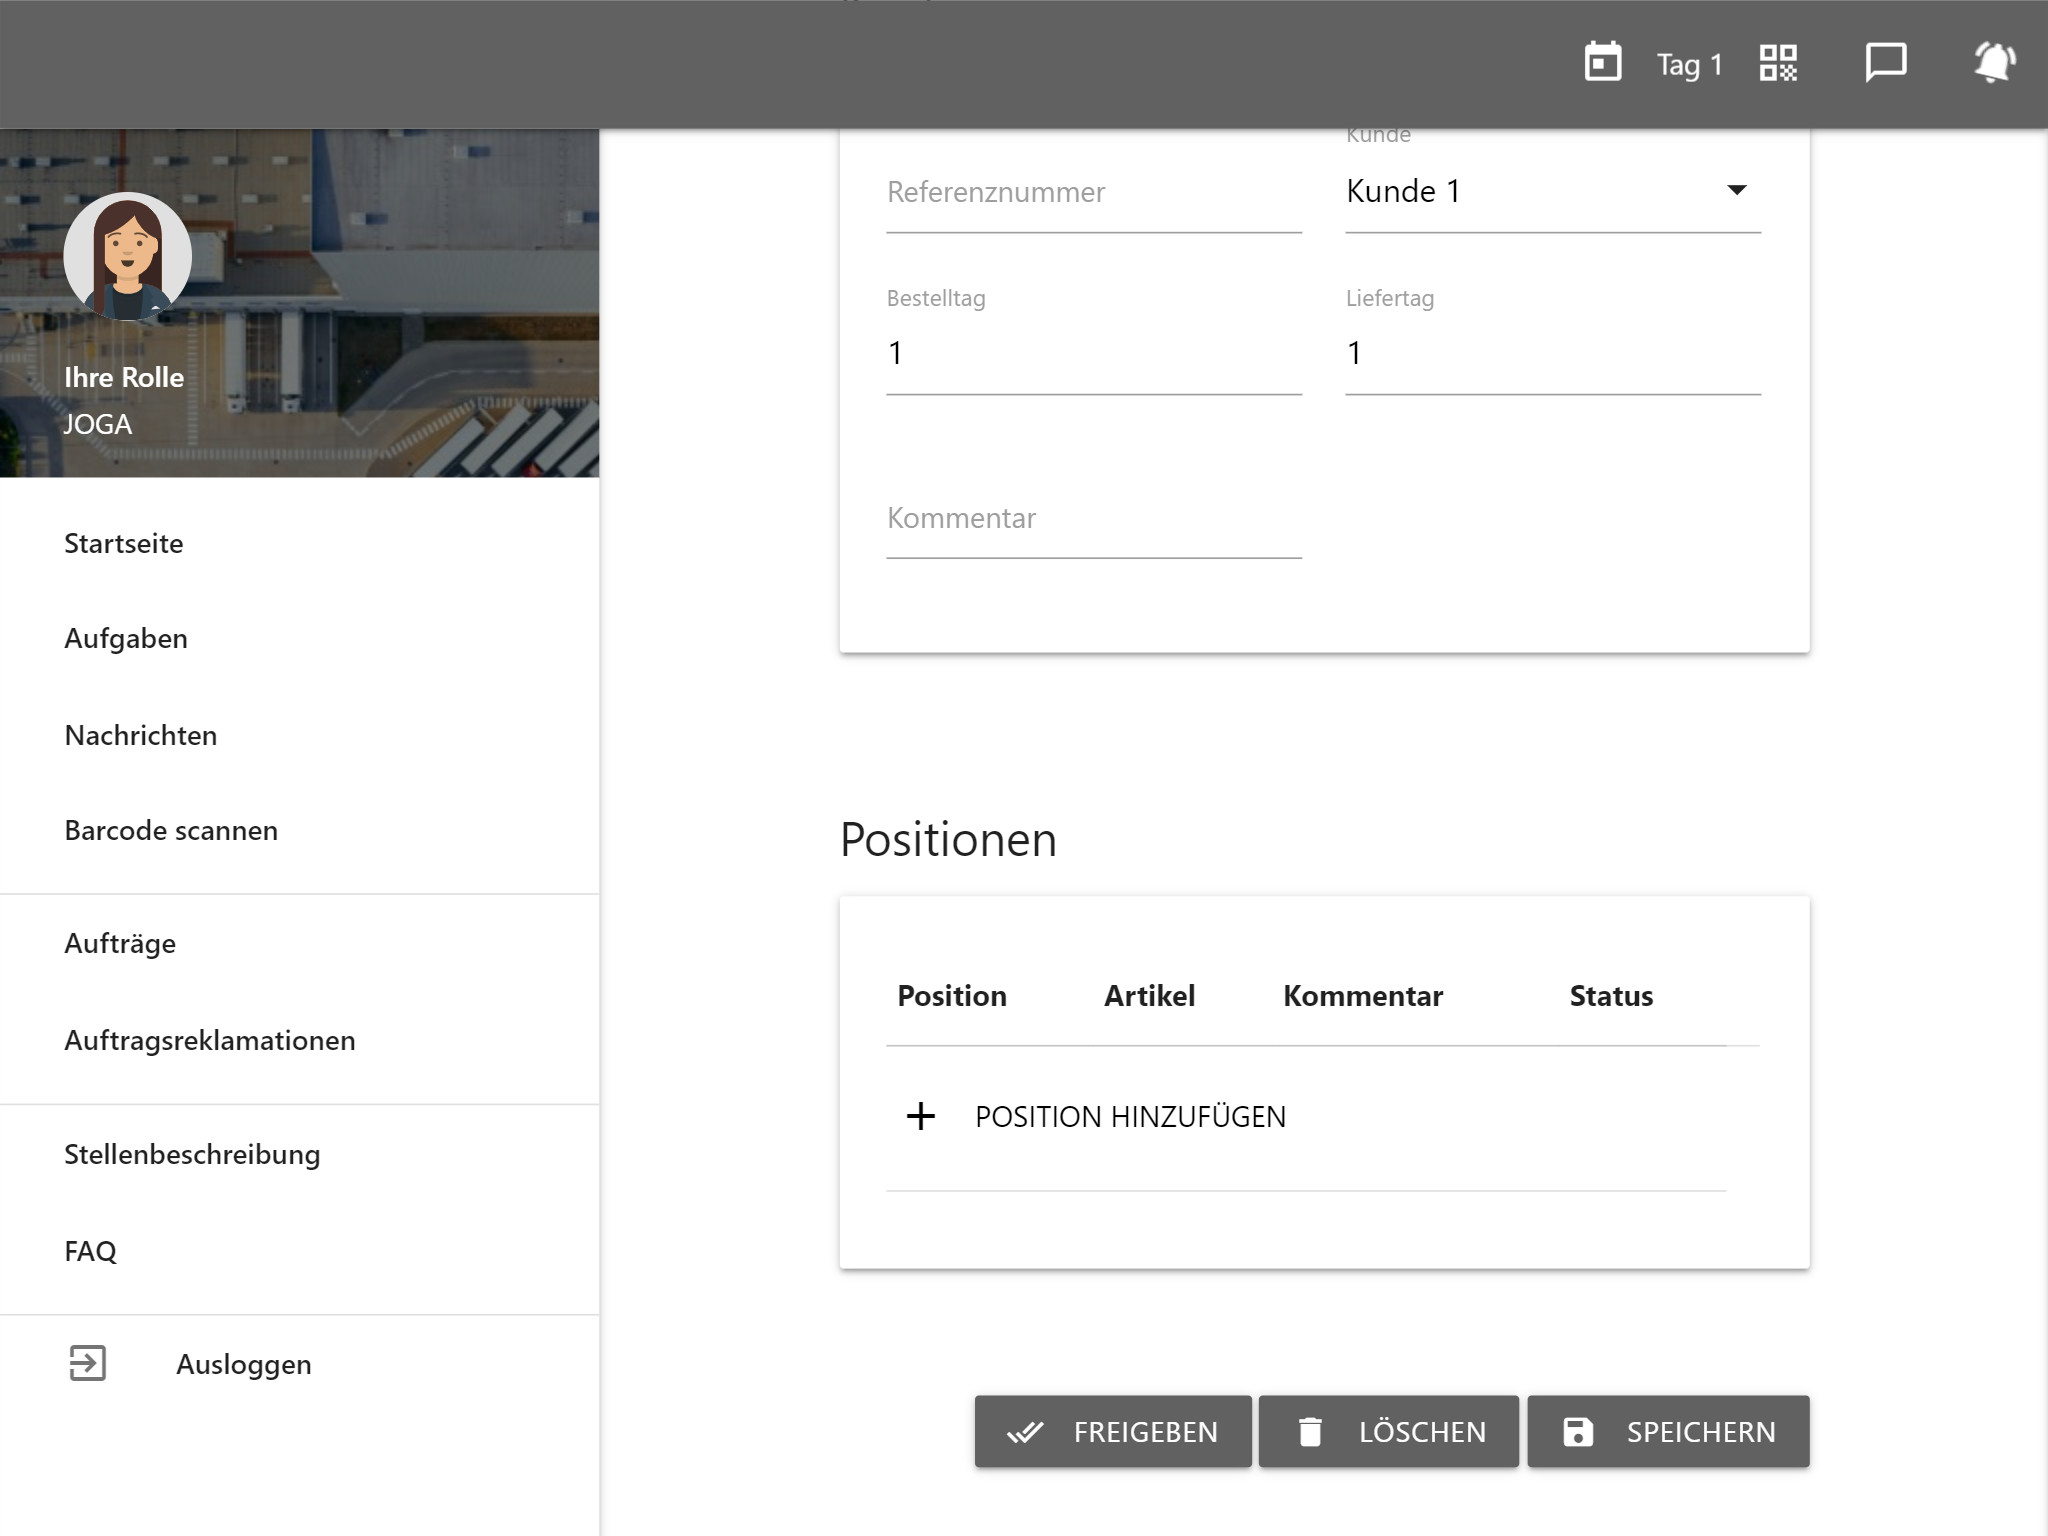 Tag 1
Ihre Rolle
JOGA
Startseite
Aufgaben
Nachrichten
Barcode scannen
Aufträge
Auftragsreklamationen
Stellenbeschreibung
FAQ
Ausloggen
Kunde
Referenznummer
Kunde 1
Bestelltag
Liefertag
1
1
Kommentar
Positionen
Position Artikel Kommentar Status
POSITION HINZUFÜGEN
FREIGEBEN LÖSCHEN SPEICHERN